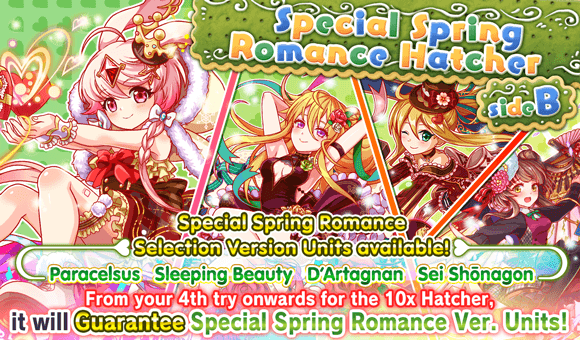 Special Spring
Romance Hatcher
side B
Special Spring Romance
Selection Version Units available!
Paracelsus Sleeping Beauty D'Artagnan Sei Shōnagon
From your 4th try onwards for the 10x Hatcher,
it will Guarantee Special Spring Romance Ver. Units!